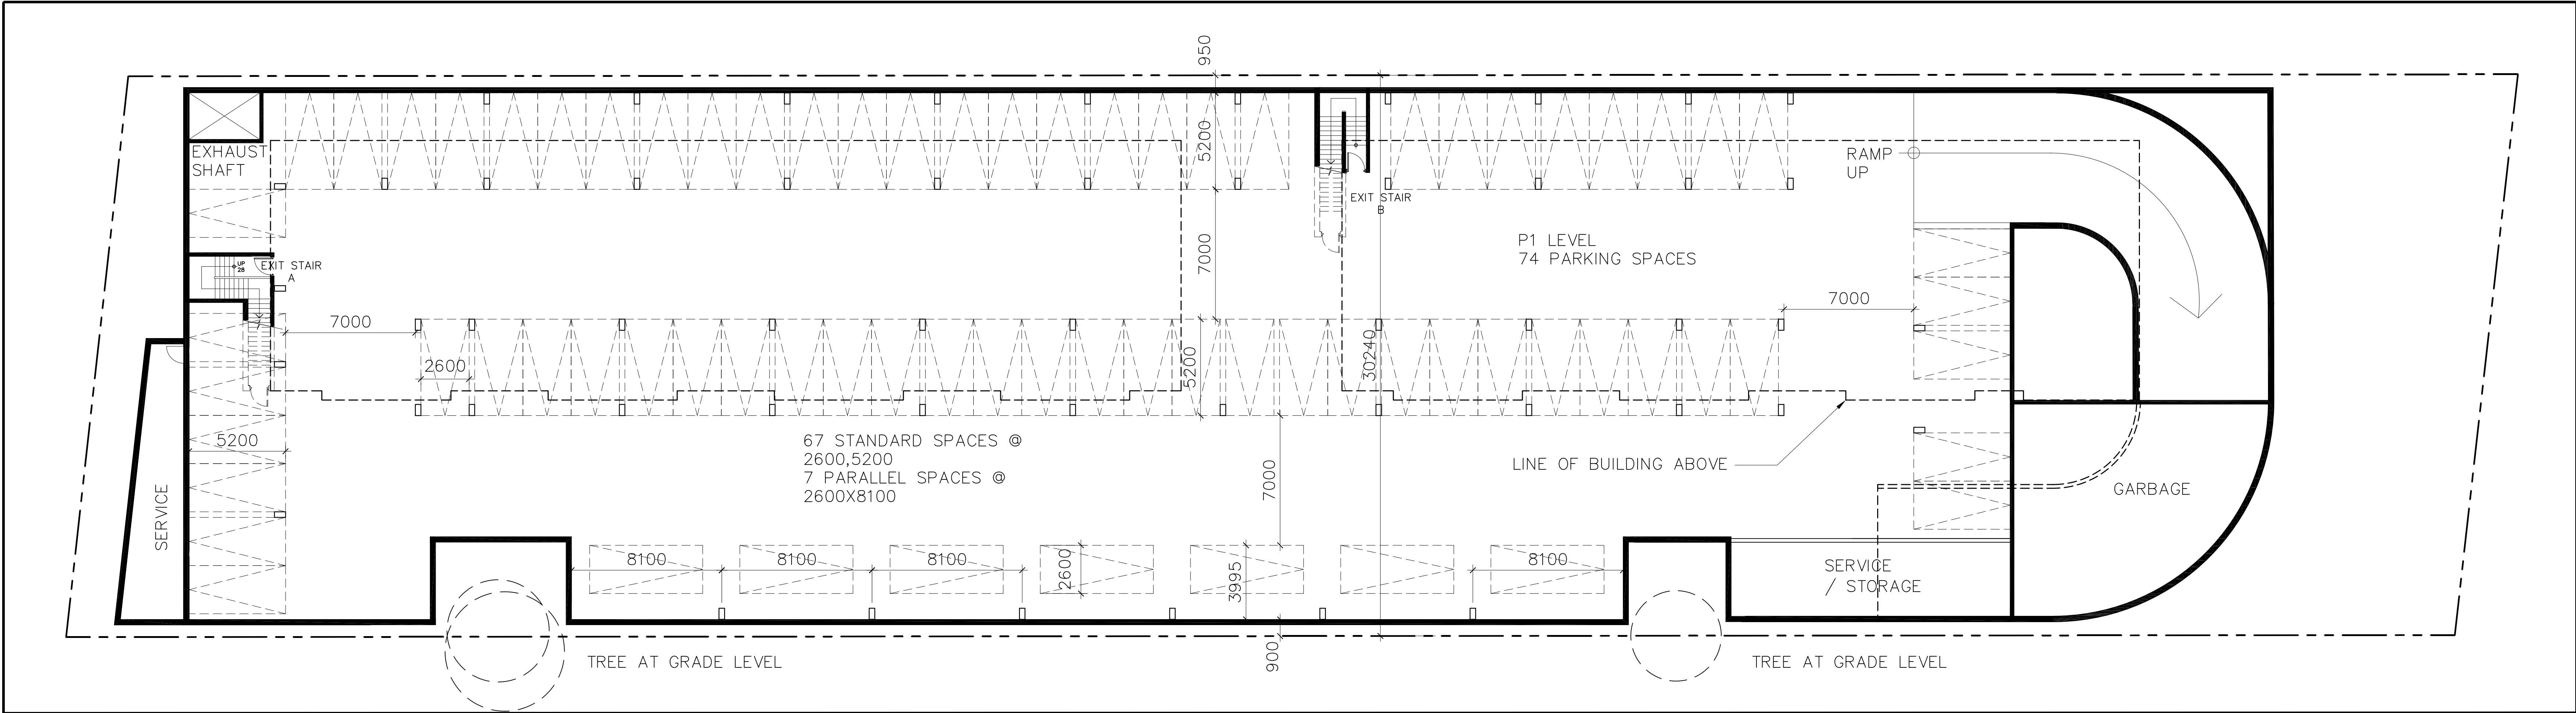 950
5200
EXHAUST
SHAFT
RAMP
UP
EXIT STAIR
B
P1 LEVEL
74 PARKING SPACES
7000
UP
28
EXIT STAIR
A
7000
7000
2600
5200
30240
5200
67 STANDARD SPACES @
2600,5200
7 PARALLEL SPACES @
2600X8100
LINE OF BUILDING ABOVE
7000
GARBAGE
SERVICE
8100
8100
8100
2600
3995
8100
SERVICE
/ STORAGE
900
TREE AT GRADE LEVEL
TREE AT GRADE LEVEL